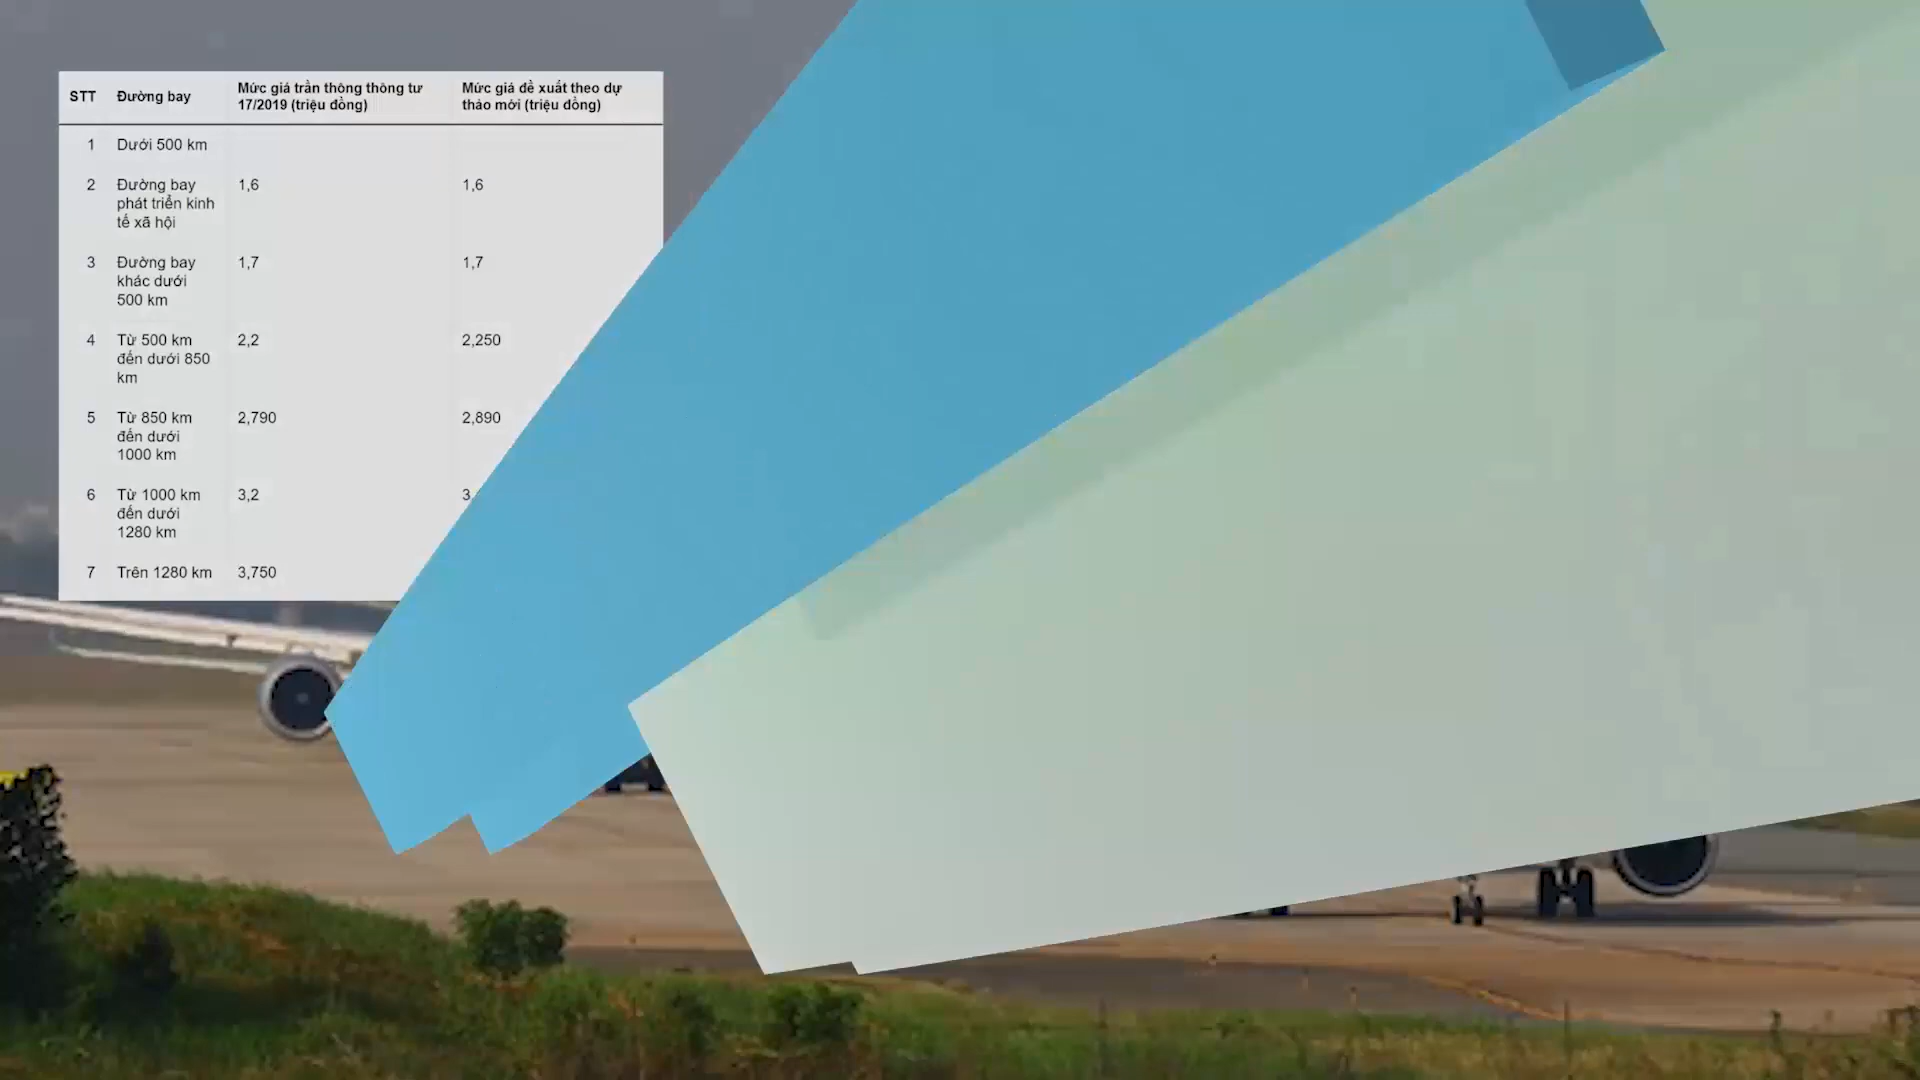 STT Đường bay Mức giá trần thông thông tư 17/2019 (triệu đồng) Mức giá đề xuất theo dự thảo mới (triệu đồng)
1 Dưới 500 km
2 Đường bay phát triển kinh tế xã hội 1,6 1,6
3 Đường bay khác dưới 500 km 1,7 1,7
4 Từ 500 km đến dưới 850 km 2,2 2,250
5 Từ 850 km đến dưới 1000 km 2,790 2,890
6 Từ 1000 km đến dưới 1280 km 3,2
7 Trên 1280 km 3,750